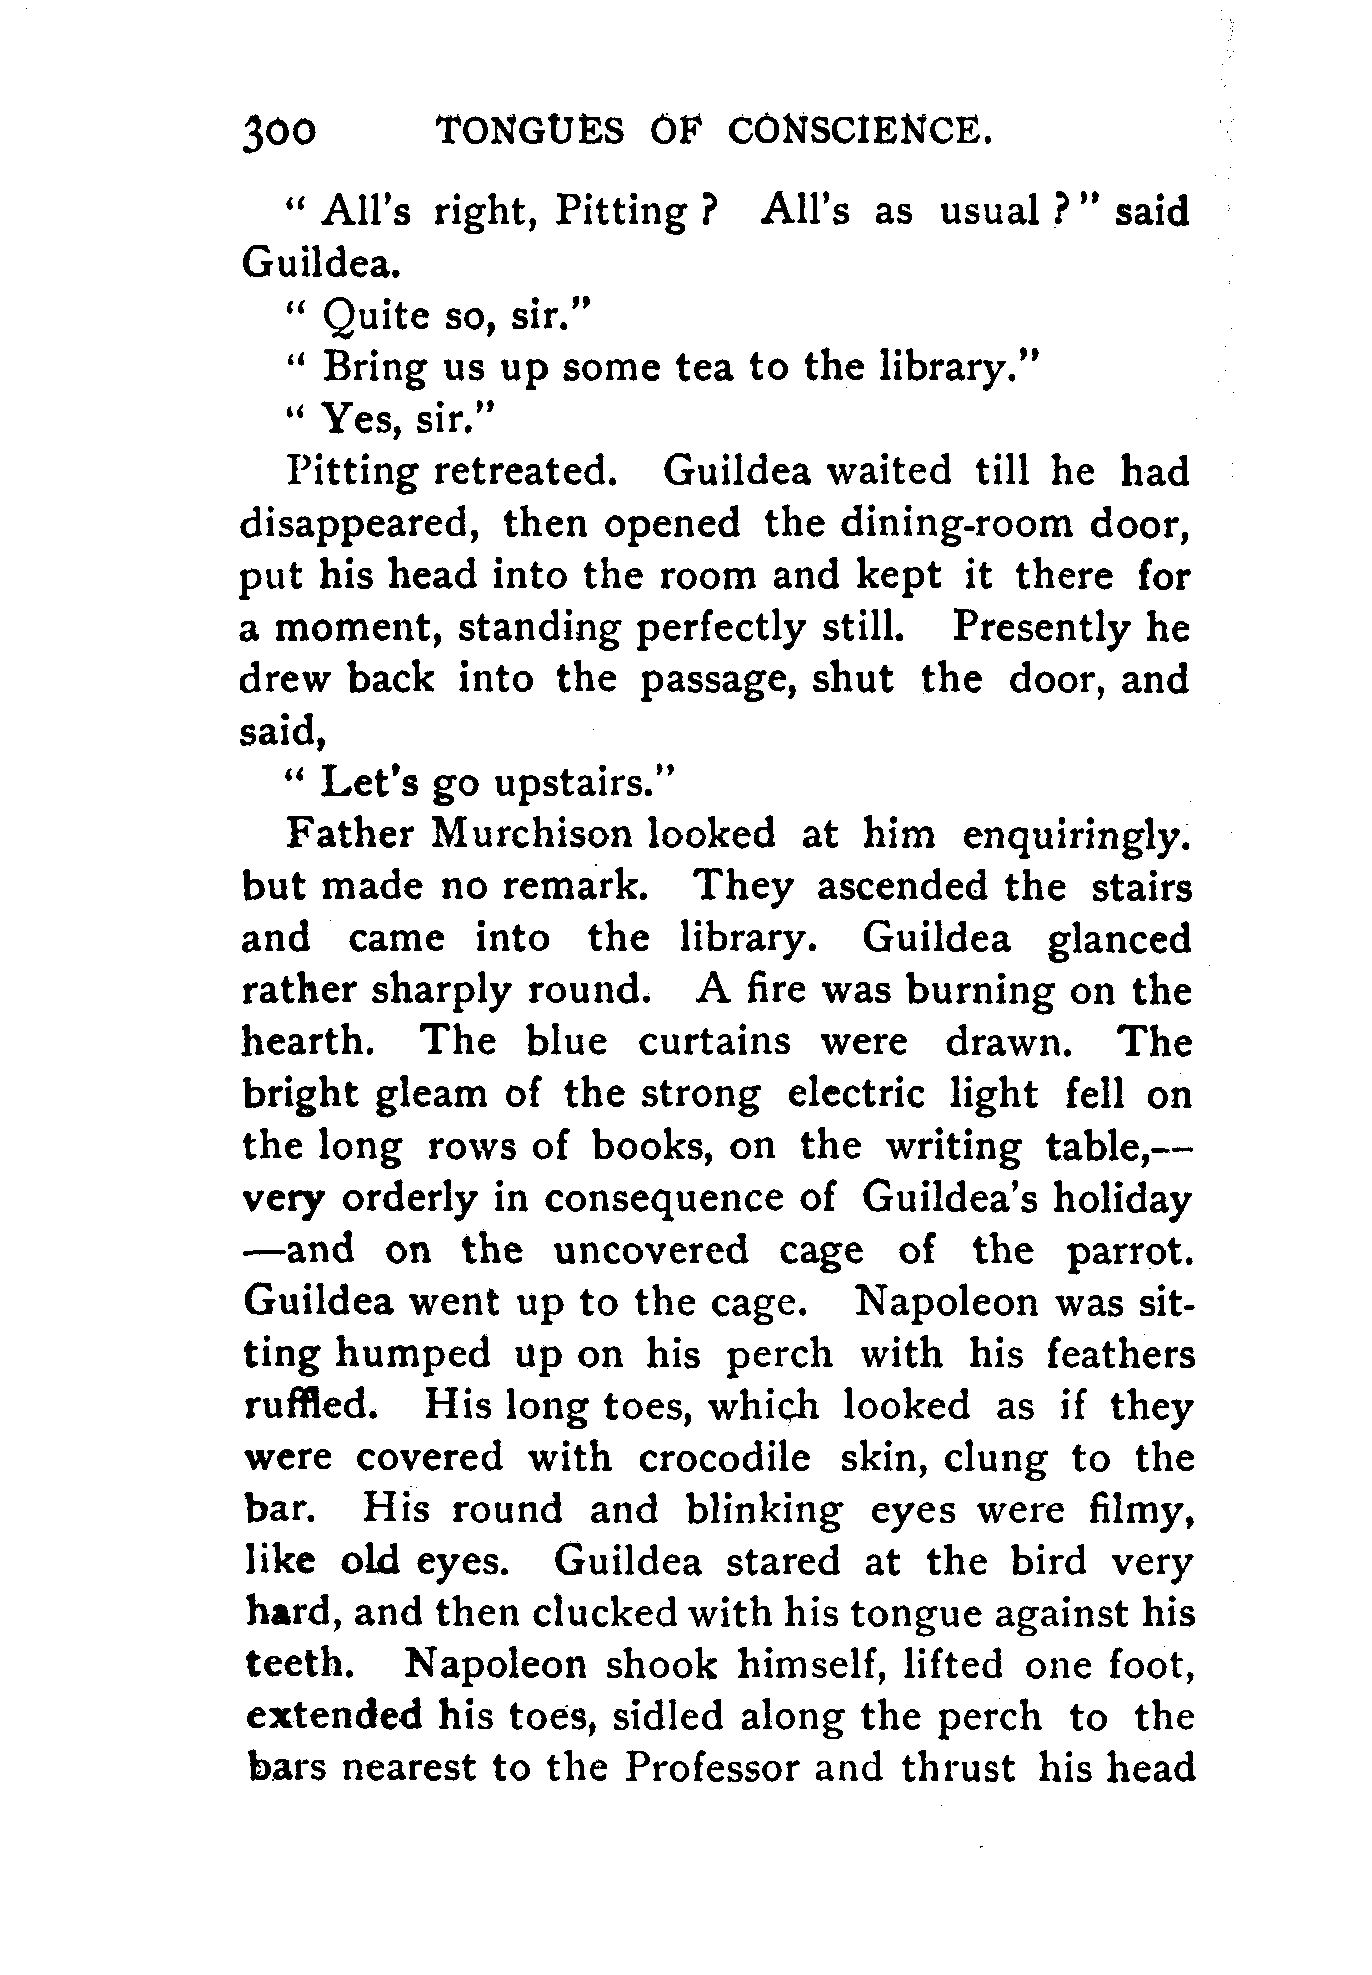 300 TONGUES OF CONSCIENCE.
" All's right, Pitting ? All's as usual ? " said
Guildea.
" Quite so, sir."
" Bring us up some tea to the library."
" Yes, sir."
Pitting retreated. Guildea waited till he had
disappeared, then opened the dining-room door,
put his head into the room and kept it there for
a moment, standing perfectly still. Presently he
drew back into the passage, shut the door, and
said,
" Let's go upstairs."
Father Murchison looked at him enquiringly.
but made no remark. They ascended the stairs
and came into the library. Guildea glanced
rather sharply round. A fire was burning on the
hearth. The blue curtains were drawn. The
bright gleam of the strong electric light fell on
the long rows of books, on the writing table,—
very orderly in consequence of Guildea's holiday
—and on the uncovered cage of the parrot.
Guildea went up to the cage. Napoleon was sit-
ting humped up on his perch with his feathers
ruffled. His long toes, which looked as if they
were covered with crocodile skin, clung to the
bar. His round and blinking eyes were filmy,
like old eyes. Guildea stared at the bird very
hard, and then clucked with his tongue against his
teeth. Napoleon shook himself, lifted one foot,
extended his toes, sidled along the perch to the
bars nearest to the Professor and thrust his head